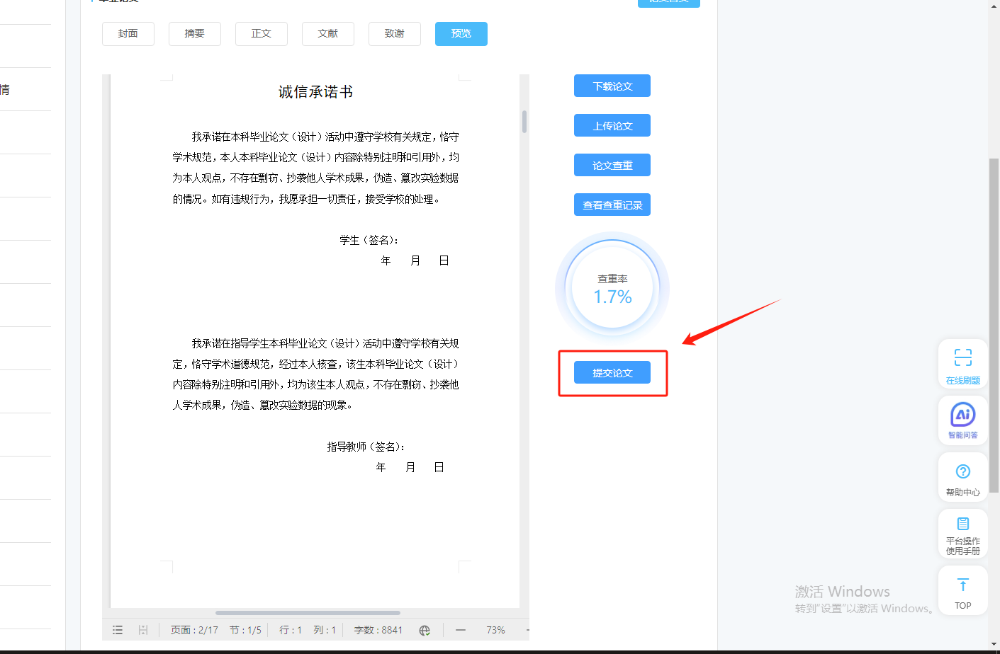 封面
摘要
正文
文献
致谢
预览
情
诚信承诺书
我承诺在本科毕业论文（设计）活动中遵守学校有关规定，恪守
学术规范，本人本科毕业论文（设计）内容除特别注明和引用外，均
为本人观点，不存在剽窃、抄袭他人学术成果，伪造、篡改实验数据
的情况。如有违规行为，我愿承担一切责任，接受学校的处理。
学生（签名）：
年 月 日
我承诺在指导学生本科毕业论文（设计）活动中遵守学校有关规
定，恪守学术道德规范，经过本人核查，该生本科毕业论文（设计）
内容除特别注明和引用外，均为该生本人观点，不存在剽窃、抄袭他
人学术成果，伪造、篡改实验数据的现象。
指导教师（签名）：
年 月 日
下载论文
上传论文
论文查重
查看查重记录
查重率
1.7%
提交论文
在线刷题
Ai
智能问答
帮助中心
平台操作
使用手册
TOP
激活 Windows
转到"设置"以激活 Windows。
页面：2/17 节：1/5 行：1 列：1 字数：8841 73%